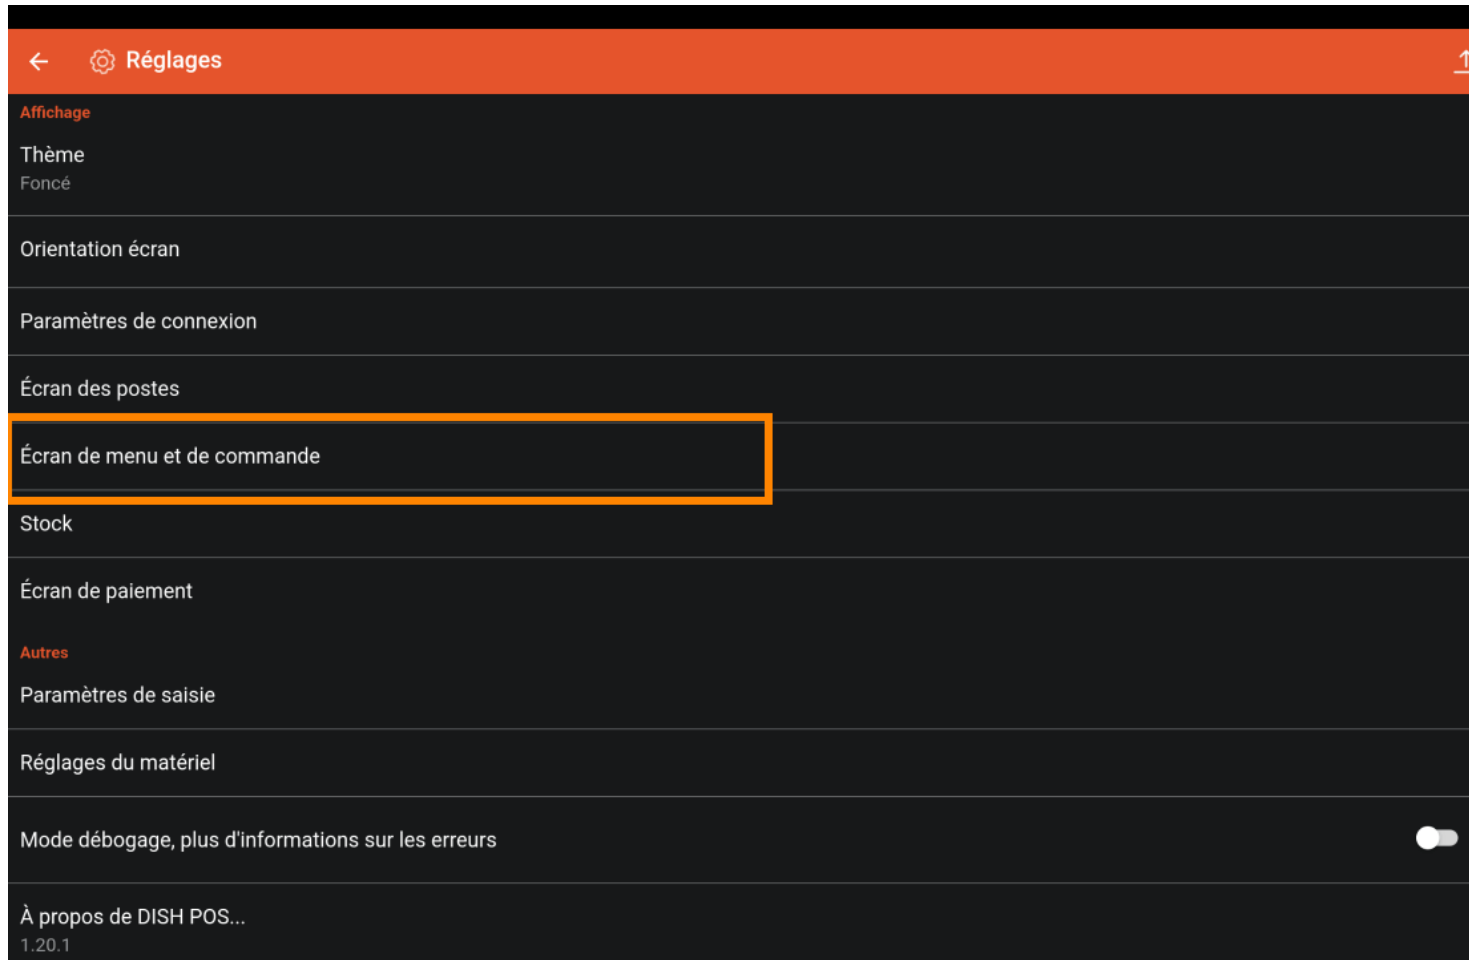 Réglages
Affichage
Thème
Foncé
Orientation écran
Paramètres de connexion
Écran des postes
Écran de menu et de commande
Stock
Écran de paiement
Autres
Paramètres de saisie
Réglages du matériel
Mode débogage, plus d'informations sur les erreurs
À propos de DISH POS...
1.20.1